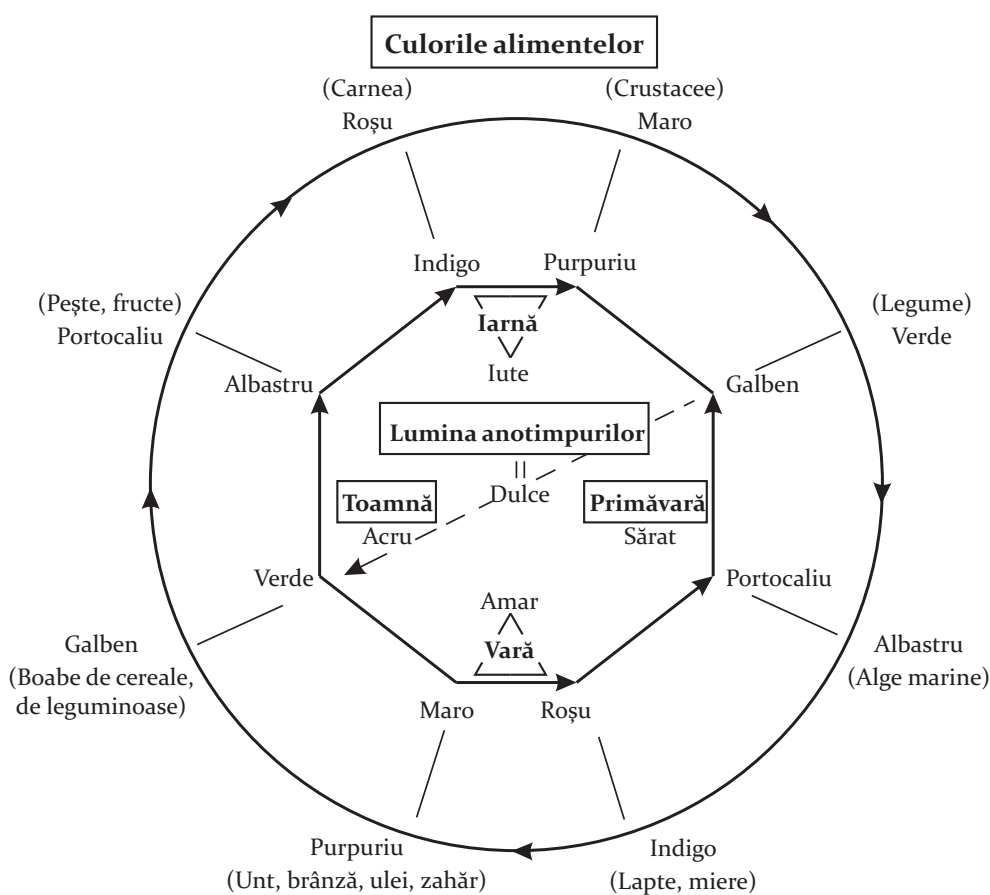 Culorile alimentelor
(Carnea)
Roșu
(Crustacee)
Maro
Indigo
Purpuriu
(Pește, fructe)
Portocaliu
Iarnă
(Legume)
Verde
Iute
Albastru
Galben
Lumina anotimpurilor
Dulce
Toamnă
Acru
Primăvară
Sărat
Verde
Portocaliu
Amar
Vară
Galben
(Boabe de cereale,
de leguminoase)
Albastru
(Alge marine)
Maro
Roșu
Purpuriu
(Unt, brânză, ulei, zahăr)
Indigo
(Lapte, miere)